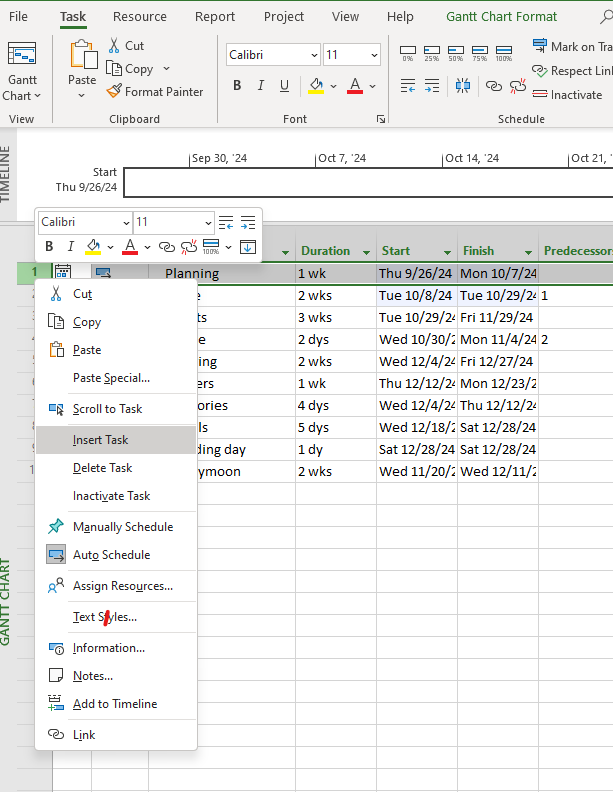 File Task Resource Report Project View Help Gantt Chart Format
Cut
Copy
Format Painter
Paste
Gantt
Chart
Calibri 11
B I U A
0% 25% 50% 75% 100%
Mark on Tra
Respect Link
Inactivate
View Clipboard Font Schedule
TIMELINE
Start
Thu 9/26/24
Sep 30, '24 Oct 7, '24 Oct 14, '24 Oct 21,
Calibri 11
B I A 100%
Duration Start Finish Predecessors
1 Planning 1 wk Thu 9/26/24 Mon 10/7/24
2 e 2 wks Tue 10/8/24 Tue 10/29/24 1
ts 3 wks Tue 10/29/24 Fri 11/29/24
e 2 dys Wed 10/30/2 Mon 11/4/24 2
ing 2 wks Wed 12/4/24 Fri 12/27/24
ers 1 wk Thu 12/12/24 Mon 12/23/2
ories 4 dys Wed 12/4/24 Thu 12/12/24
ls 5 dys Wed 12/18/2 Sat 12/28/24
ding day 1 dy Sat 12/28/24 Sat 12/28/24
1 ymoon 2 wks Wed 11/20/2 Wed 12/11/2
Cut
Copy
Paste
Paste Special...
Scroll to Task
Insert Task
Delete Task
Inactivate Task
Manually Schedule
Auto Schedule
Assign Resources...
Text Styles...
Information...
Notes...
Add to Timeline
Link
GANTT CHART